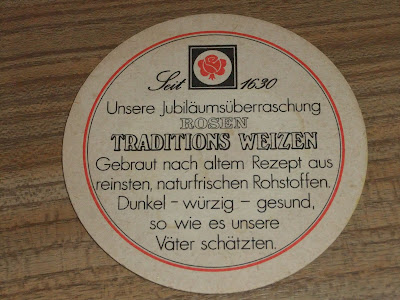 Seit 1630
Unsere Jubiläumsüberraschung
ROSEN
TRADITIONS WEIZEN
Gebraut nach altem Rezept aus
reinsten, naturfrischen Rohstoffen.
Dunkel – würzig – gesund,
so wie es unsere
Väter schätzten.